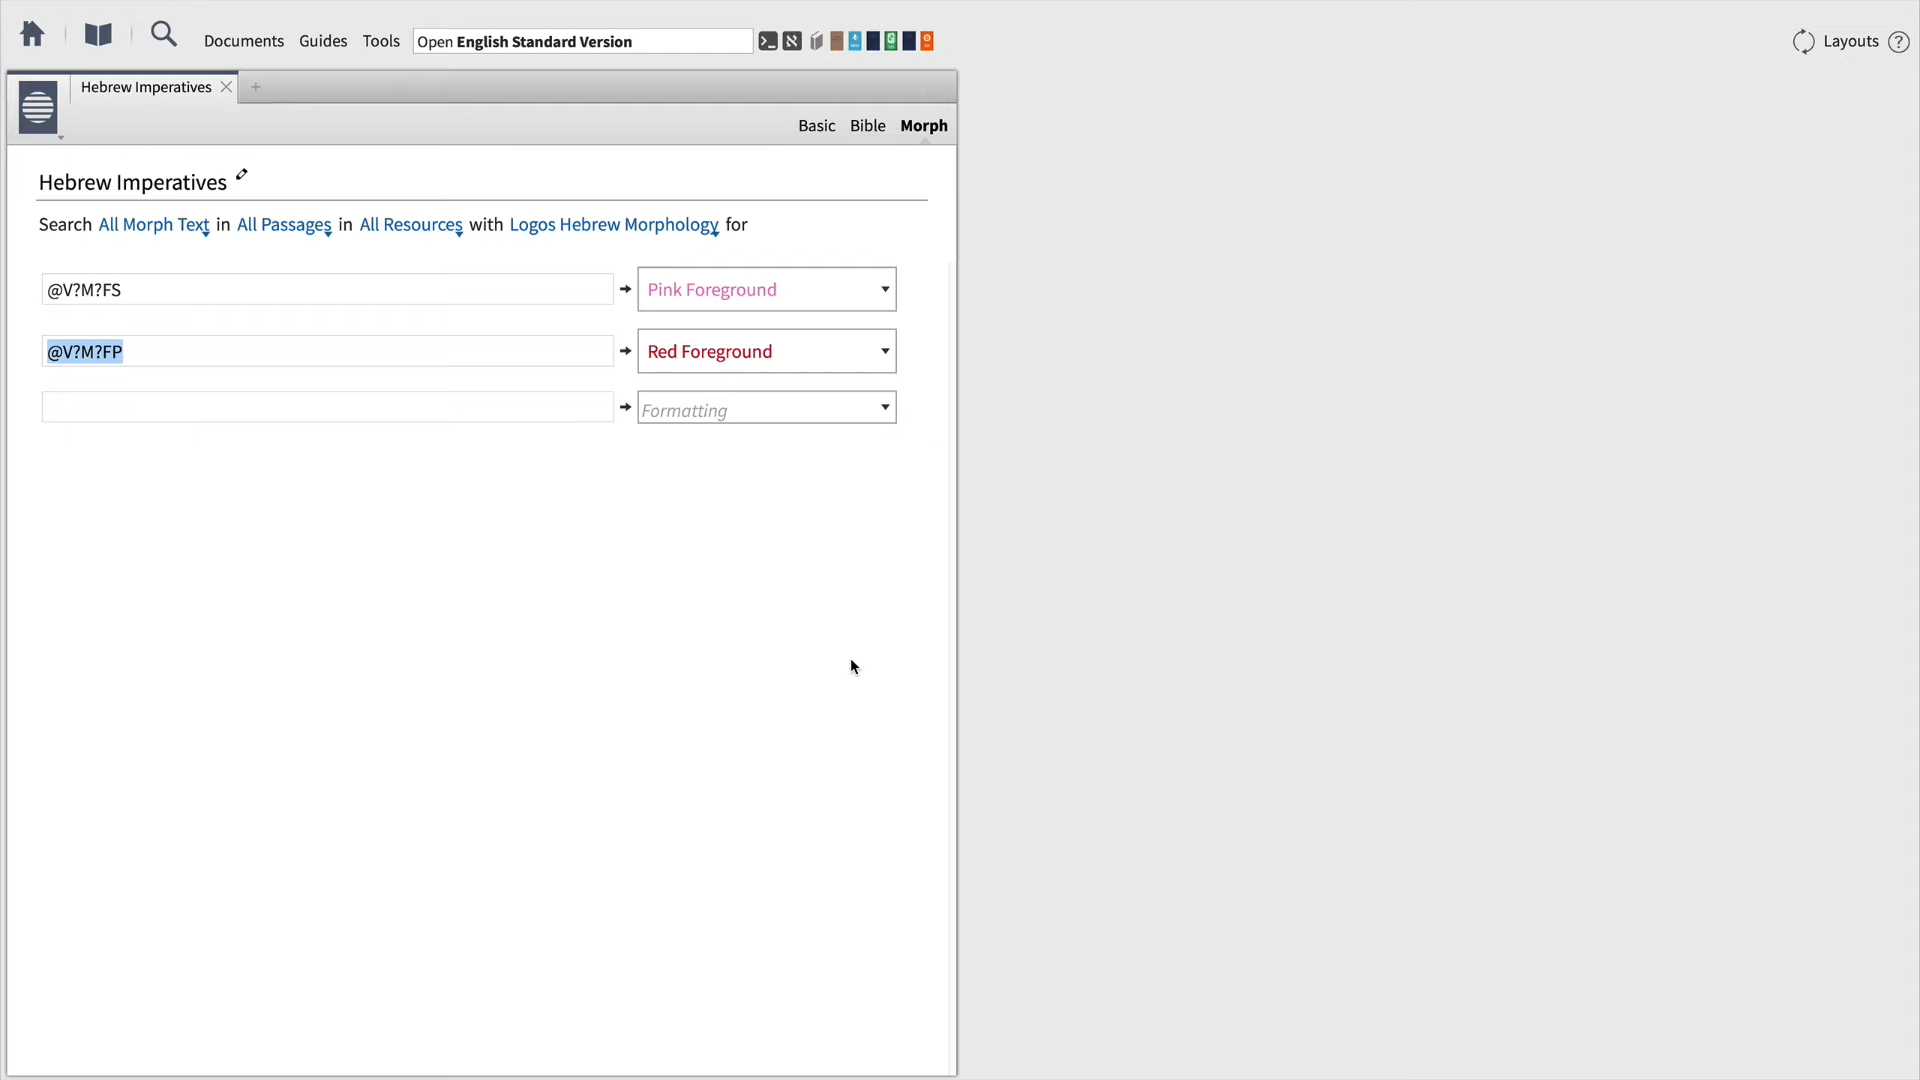 Documents Guides Tools Open English Standard Version Layouts ?
Hebrew Imperatives
Basic Bible Morph
Hebrew Imperatives
Search All Morph Text in All Passages in All Resources with Logos Hebrew Morphology for
@V?M?FS Pink Foreground
@V?M?FP Red Foreground
Formatting